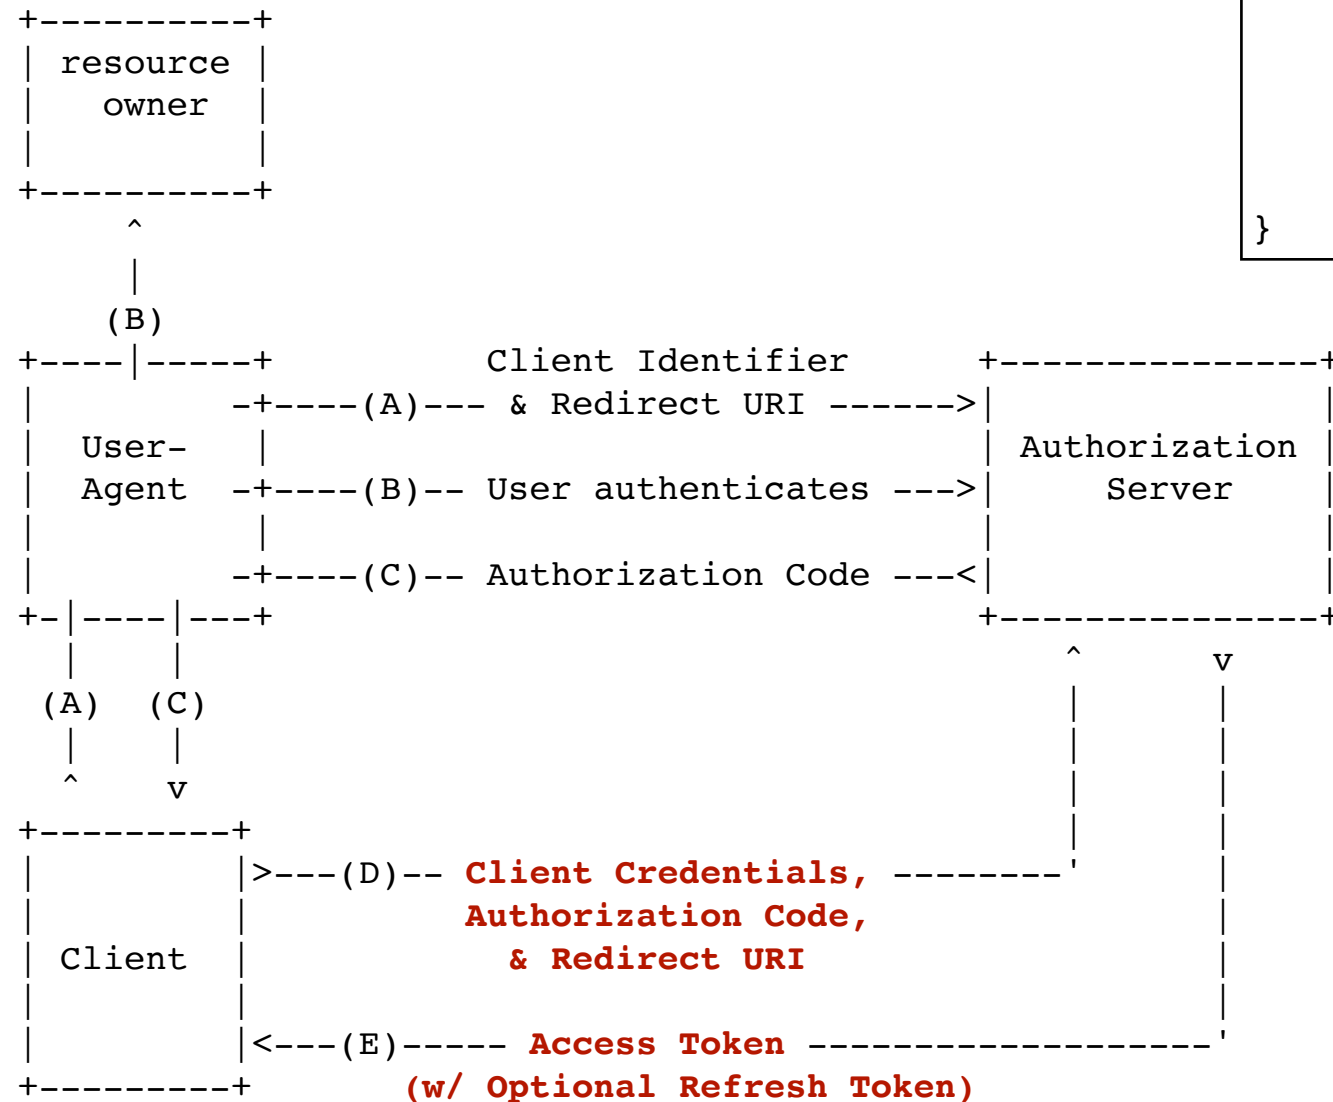 +----------+
| resource |
|  owner   |
|          |
+----------+
     ^
     |
    (B)                                                   }
+----|-----+          Client Identifier      +---------------+
|         -+----(A)--- & Redirect URI ------>|               |
|  User-   |                                 | Authorization |
|  Agent  -+----(B)-- User authenticates --->|     Server    |
|          |                                 |               |
|         -+----(C)-- Authorization Code ---<|               |
+-|----|---+                                 +---------------+
  |    |                                         ^      v
 (A)  (C)                                        |      |
  |    |                                         |      |
  ^    v                                         |      |
+---------+                                      |      |
|         |>---(D)-- Client Credentials, --------'      |
|         |          Authorization Code,                |
| Client  |            & Redirect URI                   |
|         |                                             |
|         |<---(E)----- Access Token -------------------'
+---------+       (w/ Optional Refresh Token)